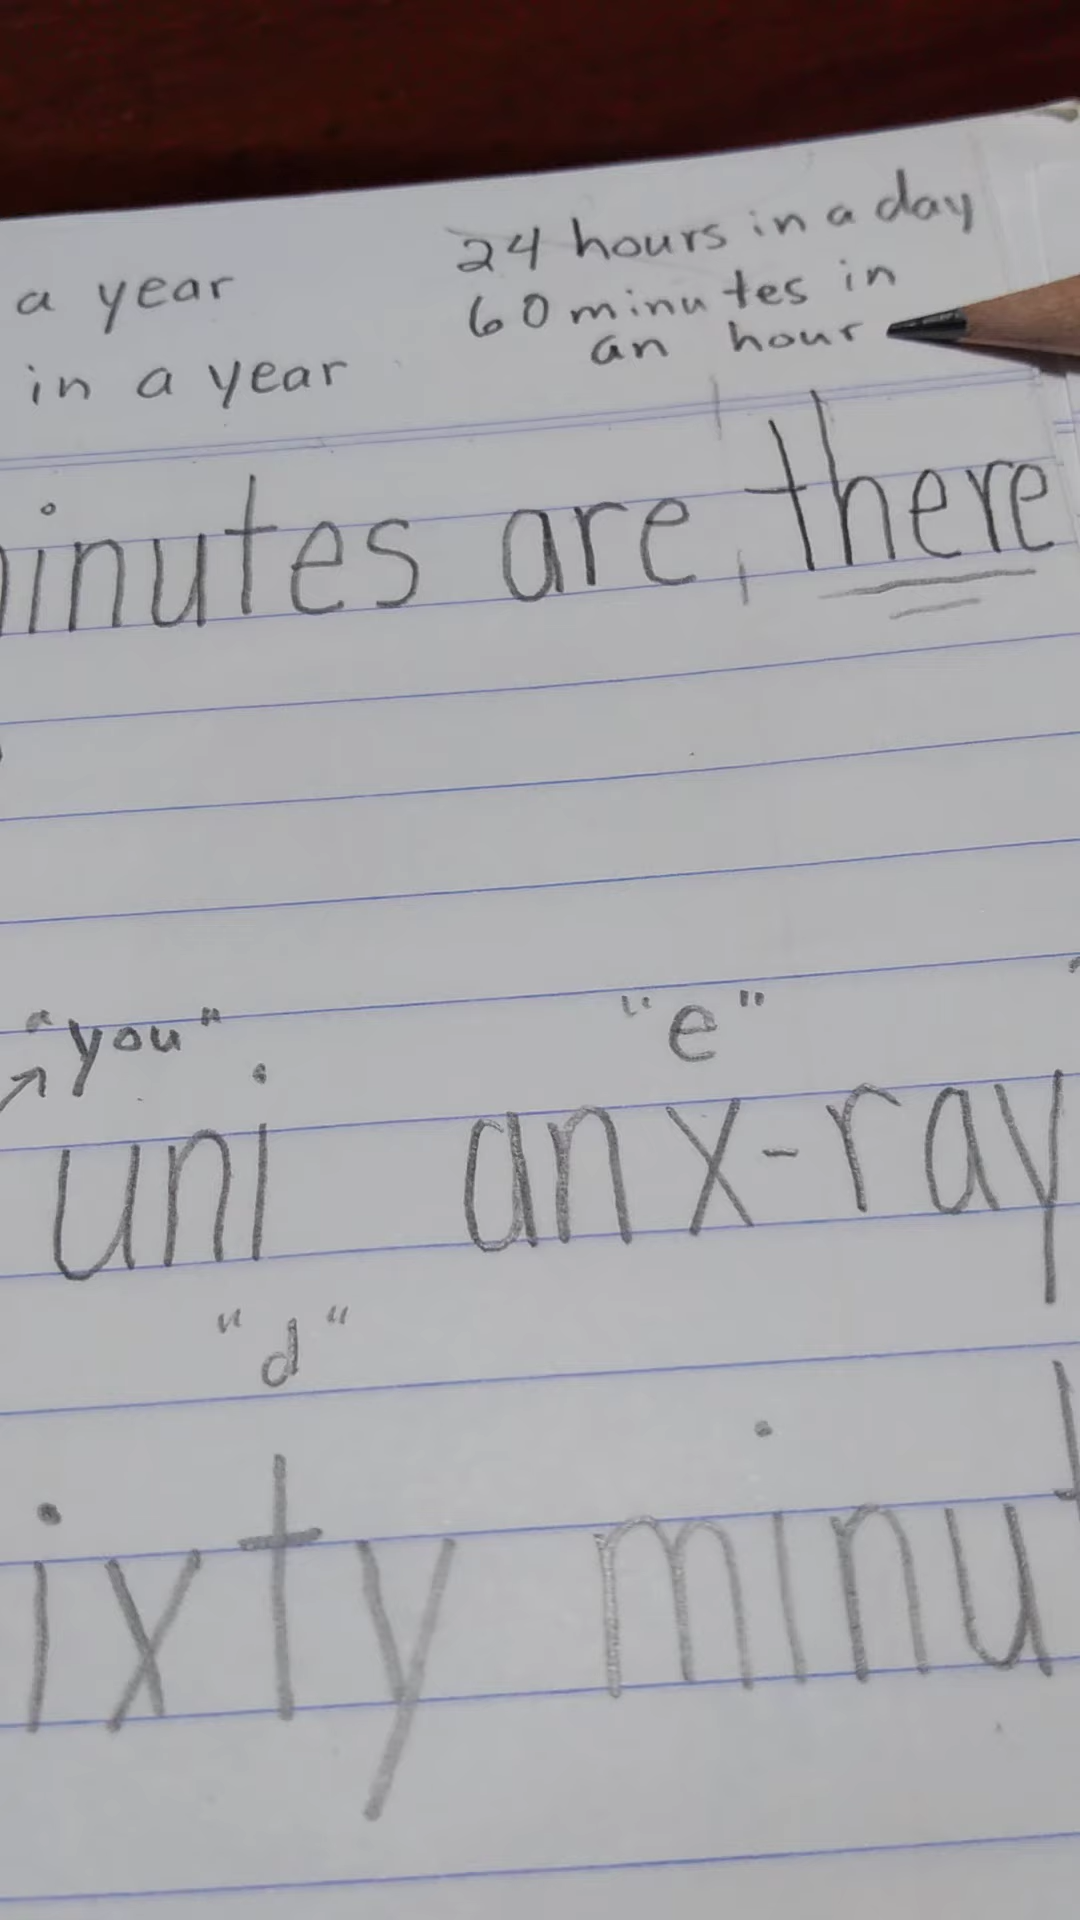 a year
in a year
24 hours in a day
60 minutes in
an hour
inutes are, there
"you"
"e"
uni an x-ray
"d"
ixty minut